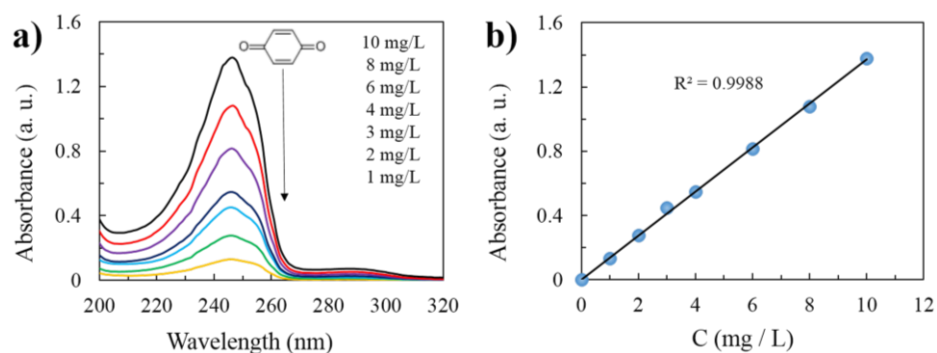 a)
1.6
1.2
0.8
0.4
0
Absorbance (a. u.)
O
O
10 mg/L
8 mg/L
6 mg/L
4 mg/L
3 mg/L
2 mg/L
1 mg/L
200 220 240 260 280 300 320
Wavelength (nm)
b)
1.6
1.2
0.8
0.4
0
Absorbance (a. u.)
R² = 0.9988
0 2 4 6 8 10 12
C (mg / L)